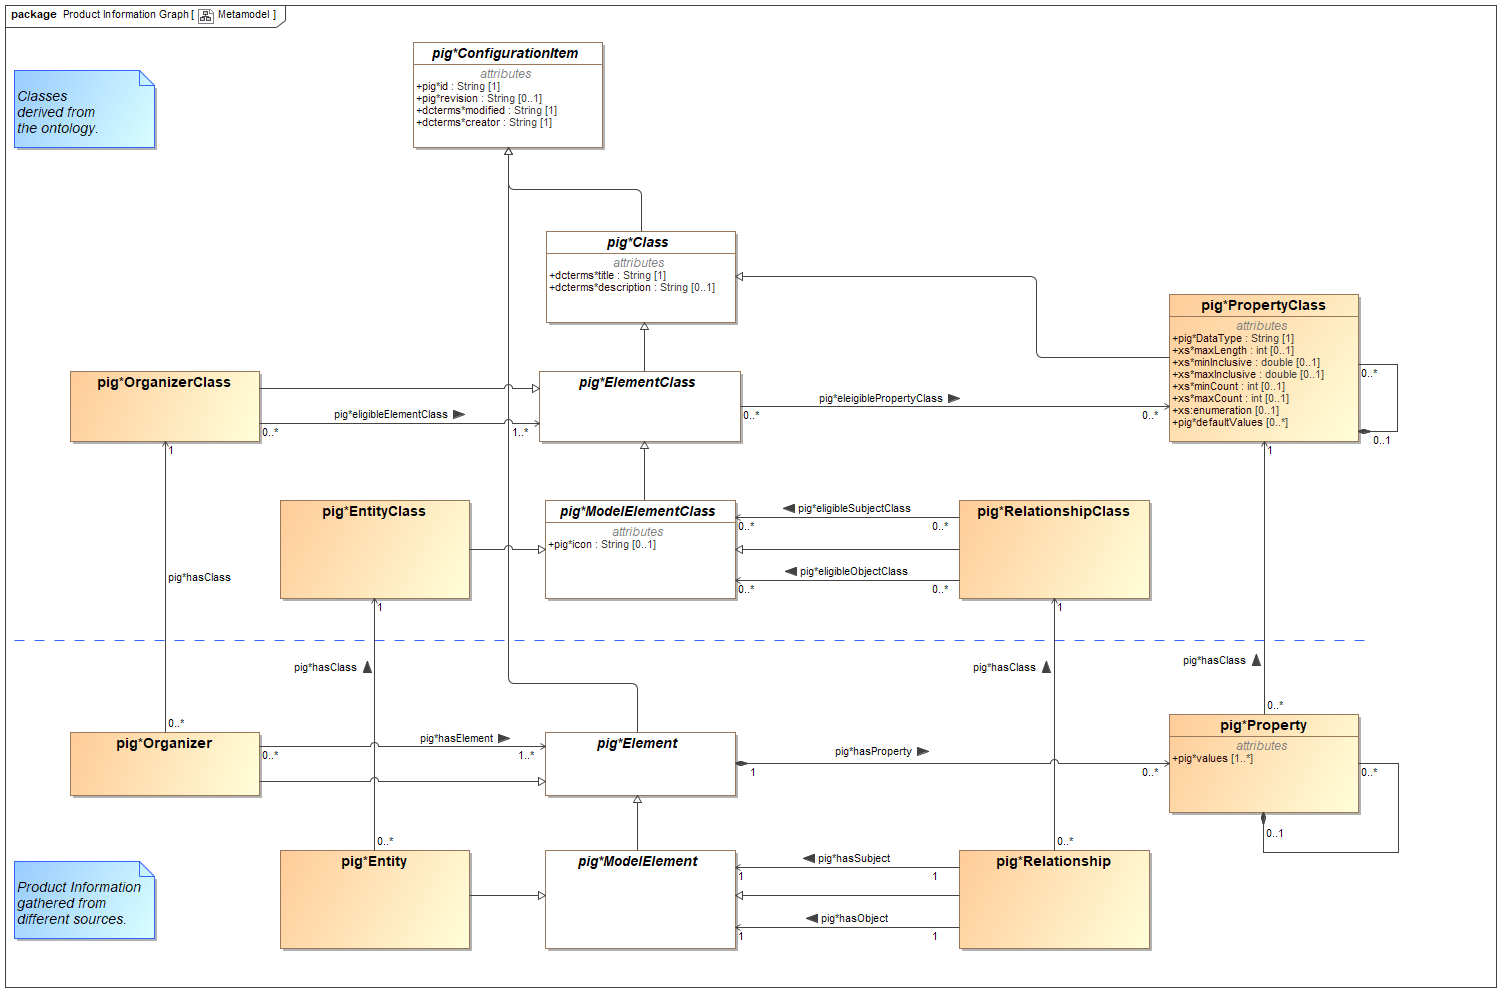 package Product Information Graph [ Metamodel ]
Classes
derived from
the ontology.
pig*ConfigurationItem
attributes
+pig*id : String [1]
+pig*revision : String [0..1]
+dcterms*modified : String [1]
+dcterms*creator : String [1]
pig*Class
attributes
+dcterms*title : String [1]
+dcterms*description : String [0..1]
pig*PropertyClass
attributes
+pig*DataType : String [1]
+xs*maxLength : int [0..1]
+xs*minInclusive : double [0..1]
+xs*maxInclusive : double [0..1]
+xs*minCount : int [0..1]
+xs*maxCount : int [0..1]
+xs:enumeration [0..1]
+pig*defaultValues [0..*]
0..*
0..1
pig*OrganizerClass
pig*eligibleElementClass
0..*
1..*
pig*ElementClass
pig*eleigiblePropertyClass
0..*
0..*
1
1
pig*EntityClass
pig*ModelElementClass
attributes
+pig*icon : String [0..1]
pig*eligibleSubjectClass
0..*
0..*
pig*eligibleObjectClass
0..*
0..*
pig*RelationshipClass
pig*hasClass
1
1
pig*hasClass
pig*hasClass
pig*hasClass
0..*
0..*
pig*Organizer
pig*hasElement
0..*
1..*
pig*Element
pig*hasProperty
1
0..*
pig*Property
attributes
+pig*values [1..*]
0..*
0..1
0..*
0..*
Product Information
gathered from
different sources.
pig*Entity
pig*ModelElement
pig*hasSubject
1
1
pig*hasObject
1
1
pig*Relationship